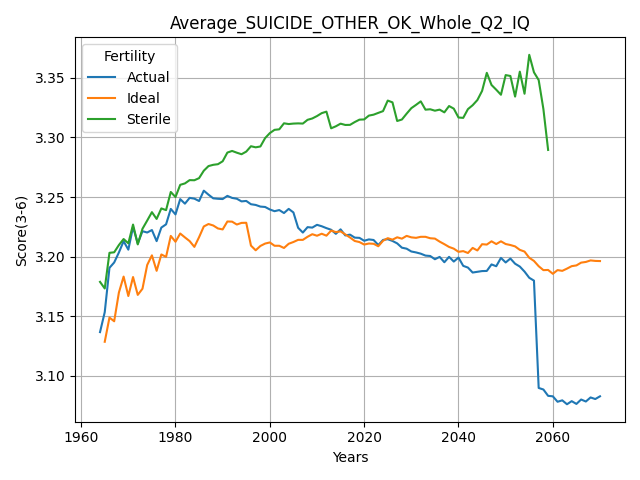 Average_SUICIDE_OTHER_OK_Whole_Q2_IQ
Fertility
Actual
Ideal
Sterile
Score(3-6)
3.35
3.30
3.25
3.20
3.15
3.10
1960
1980
2000
2020
2040
2060
Years